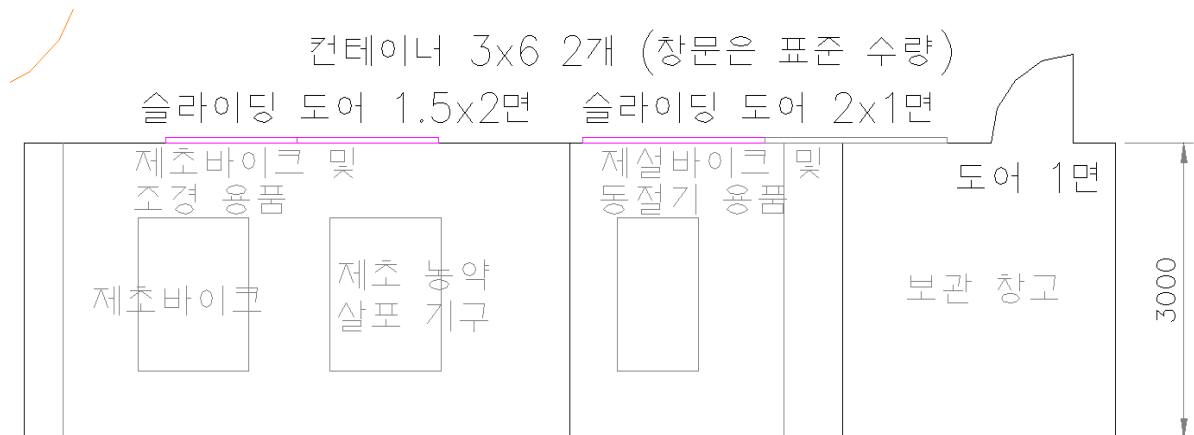 컨테이너 3x6 2개 (창문은 표준 수량)
슬라이딩 도어 1.5x2면
슬라이딩 도어 2x1면
제초바이크 및
조경 용품
제설바이크 및
동절기 용품
도어 1면
제초바이크
제초 농약
살포 기구
보관 창고
3000